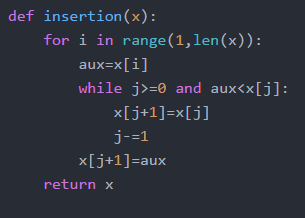 def insertion(x):
    for i in range(1,len(x)):
        aux=x[i]
        while j>=0 and aux<x[j]:
            x[j+1]=x[j]
            j-=1
        x[j+1]=aux
    return x